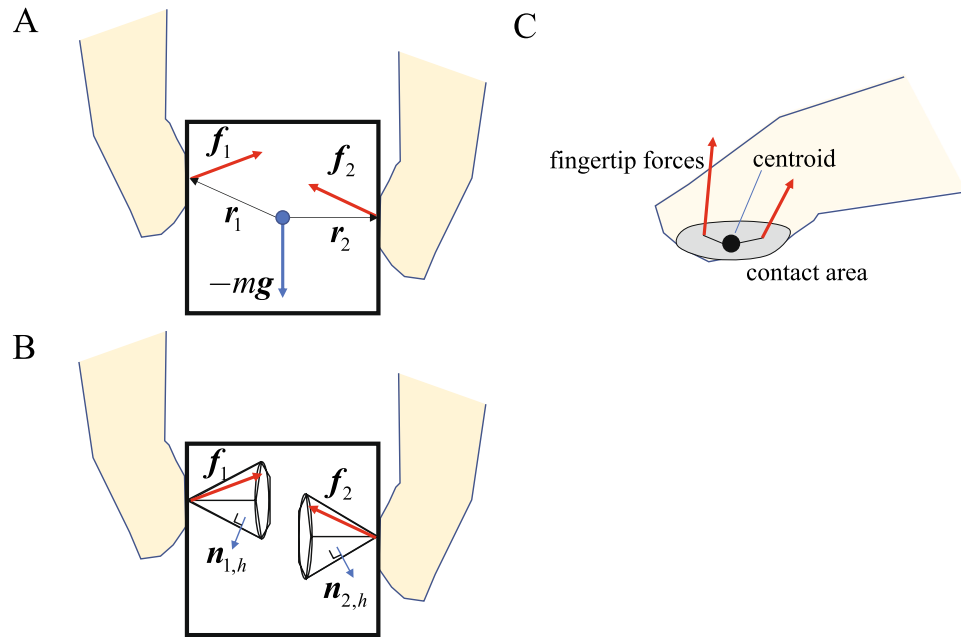 A
f1
f2
r1
r2
−mg
B
f1
f2
n1,h
n2,h
C
fingertip forces
centroid
contact area